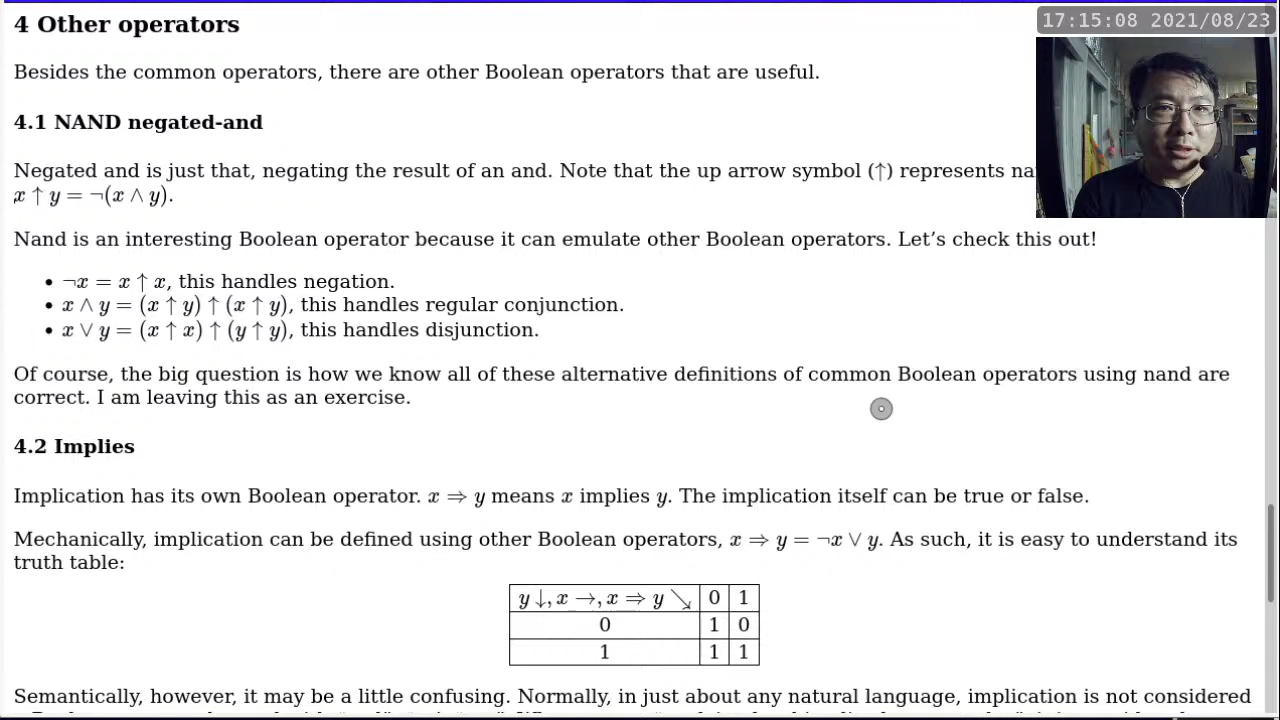 4 Other operators
17:15:08 2021/08/23
Besides the common operators, there are other Boolean operators that are useful.
4.1 NAND negated-and
Negated and is just that, negating the result of an and. Note that the up arrow symbol (↑) represents
x ↑ y = ¬(x ∧ y).
Nand is an interesting Boolean operator because it can emulate other Boolean operators. Let’s check this out!
• ¬x = x ↑ x, this handles negation.
• x ∧ y = (x ↑ y) ↑ (x ↑ y), this handles regular conjunction.
• x ∨ y = (x ↑ x) ↑ (y ↑ y), this handles disjunction.
Of course, the big question is how we know all of these alternative definitions of common Boolean operators using nand are
correct. I am leaving this as an exercise.
4.2 Implies
Implication has its own Boolean operator. x ⇒ y means x implies y. The implication itself can be true or false.
Mechanically, implication can be defined using other Boolean operators, x ⇒ y = ¬x ∨ y. As such, it is easy to understand its
truth table:
y ↓, x →, x ⇒ y ↘ 0 1
0 1 0
1 1 1
Semantically, however, it may be a little confusing. Normally, in just about any natural language, implication is not considered